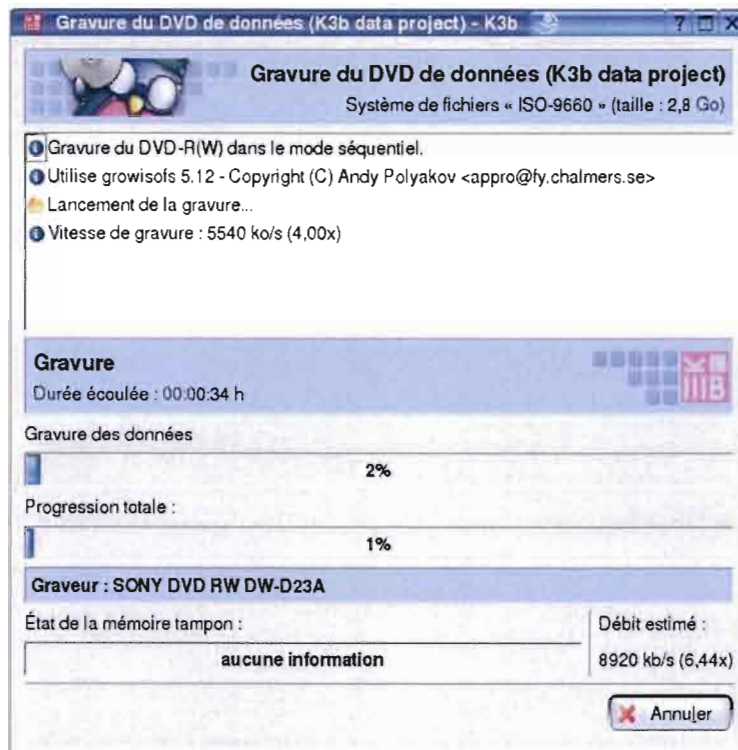 Gravure du DVD de données (K3b data project) - K3b
Gravure du DVD de données (K3b data project)
Système de fichiers « ISO-9660 » (taille : 2,8 Go)
Gravure du DVD-R(W) dans le mode séquentiel.
Utilise growisofs 5.12 - Copyright (C) Andy Polyakov <appro@fy.chalmers.se>
Lancement de la gravure...
Vitesse de gravure : 5540 ko/s (4,00x)
Gravure
Durée écoulée : 00:00:34 h
K3B
Gravure des données
2%
Progression totale :
1%
Graveur : SONY DVD RW DW-D23A
État de la mémoire tampon :
Débit estimé :
aucune information
8920 kb/s (6,44x)
Annuler